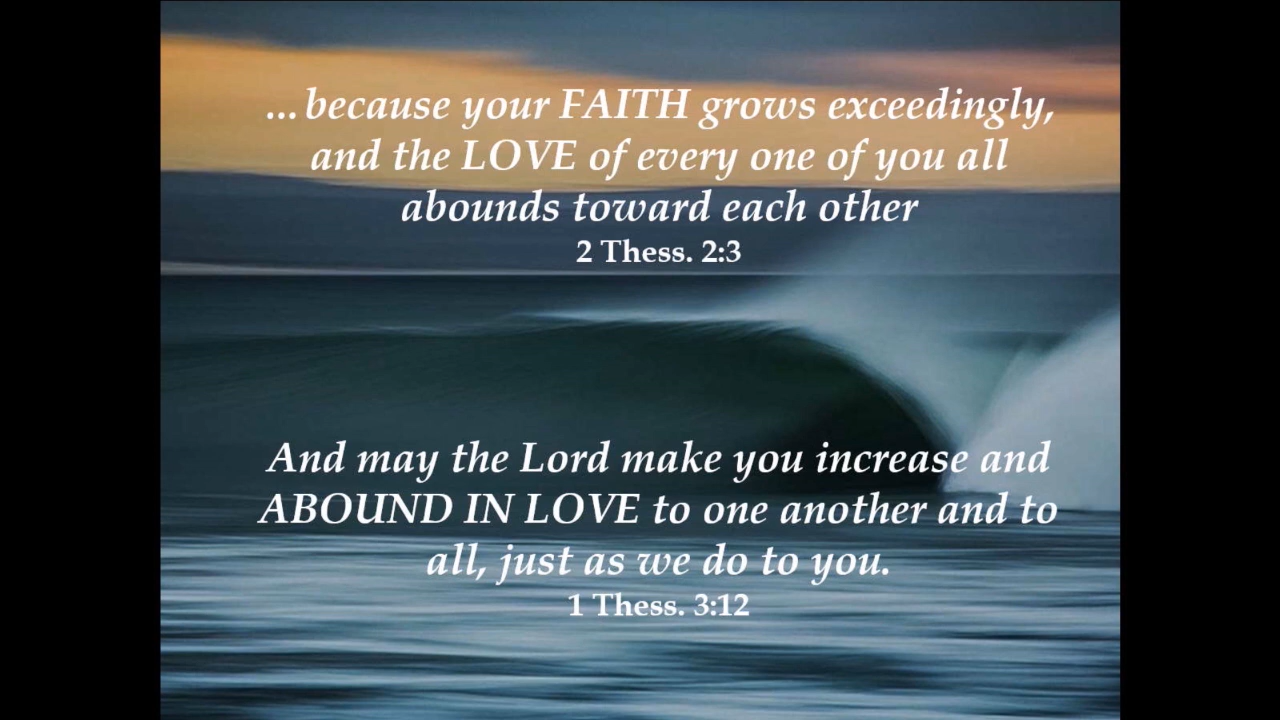 ...because your FAITH grows exceedingly,
and the LOVE of every one of you all
abounds toward each other
2 Thess. 2:3
And may the Lord make you increase and
ABOUND IN LOVE to one another and to
all, just as we do to you.
1 Thess. 3:12